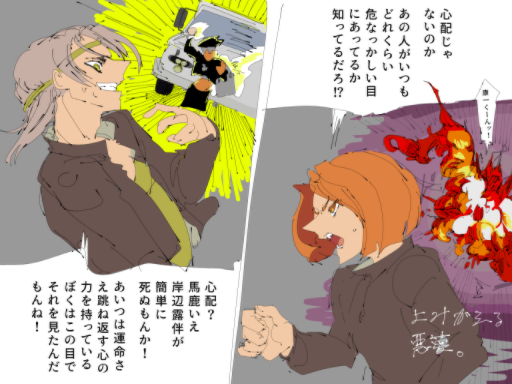 心配じゃ
ないのか
あの人がいつも
どれくらい
危なっかしい目
にあってるか
知ってるだろ!?
康一くーんッ!
心配?
馬鹿いえ
岸辺露伴が
簡単に
死ぬもんか!
あいつは運命さ
え跳ね返す心の
力を持っている
ぼくはこの目で
それを見たんだ
もんね!